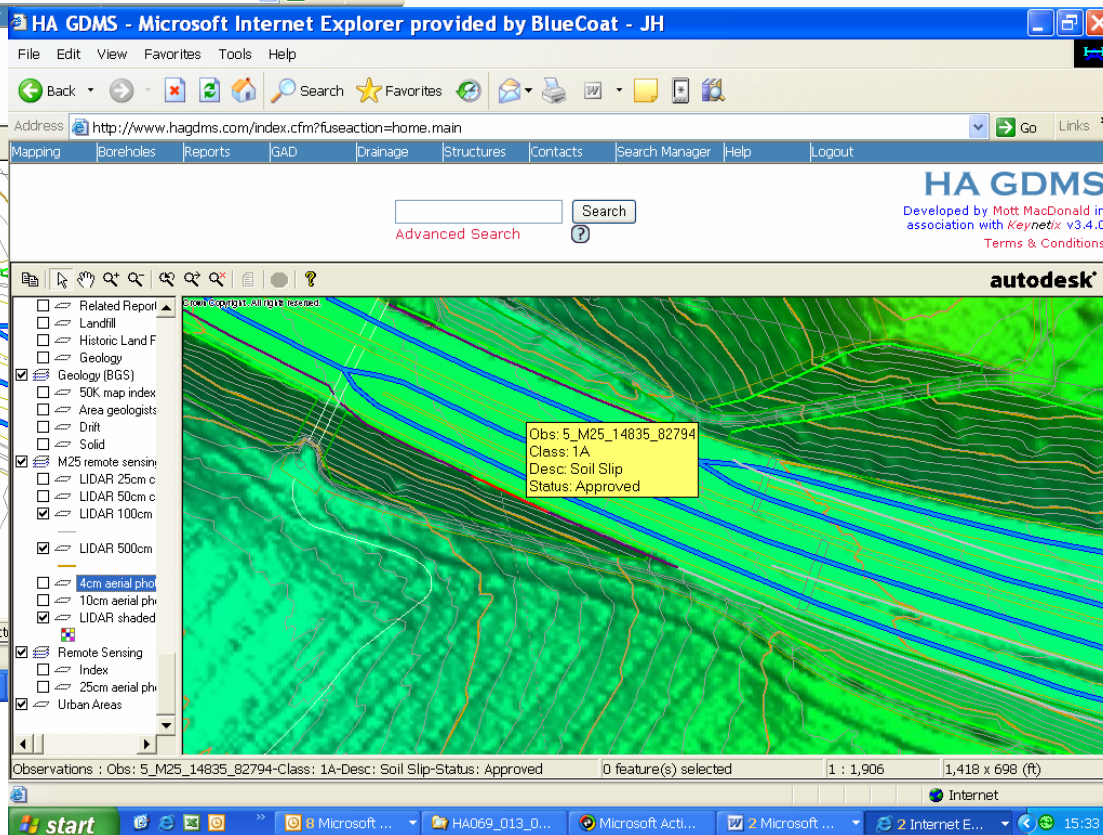 HA GDMS - Microsoft Internet Explorer provided by BlueCoat - JH
File Edit View Favorites Tools Help
Back Search Favorites
Address http://www.hagdms.com/index.cfm?fuseaction=home.main Go Links
Mapping Boreholes Reports GAD Drainage Structures Contacts Search Manager Help Logout
HA GDMS
Search
Developed by Mott MacDonald in
association with Keynetix v3.4.0
Advanced Search ?
Terms & Conditions
autodesk
Crown Copyright. All rights reserved.
Related Report
Landfill
Historic Land F
Geology
Geology (BGS)
50K map index
Area geologists
Drift
Solid
M25 remote sensing
LIDAR 25cm c
LIDAR 50cm c
LIDAR 100cm
LIDAR 500cm
4cm aerial phot
10cm aerial pho
LIDAR shaded
Remote Sensing
Index
25cm aerial pho
Urban Areas
Obs: 5_M25_14835_82794
Class: 1A
Desc: Soil Slip
Status: Approved
Observations : Obs: 5_M25_14835_82794-Class: 1A-Desc: Soil Slip-Status: Approved 0 feature(s) selected 1 : 1,906 1,418 x 698 (ft)
Internet
start 8 Microsoft ... HA069_013_0... Microsoft Acti... 2 Microsoft ... 2 Internet E... 15:33